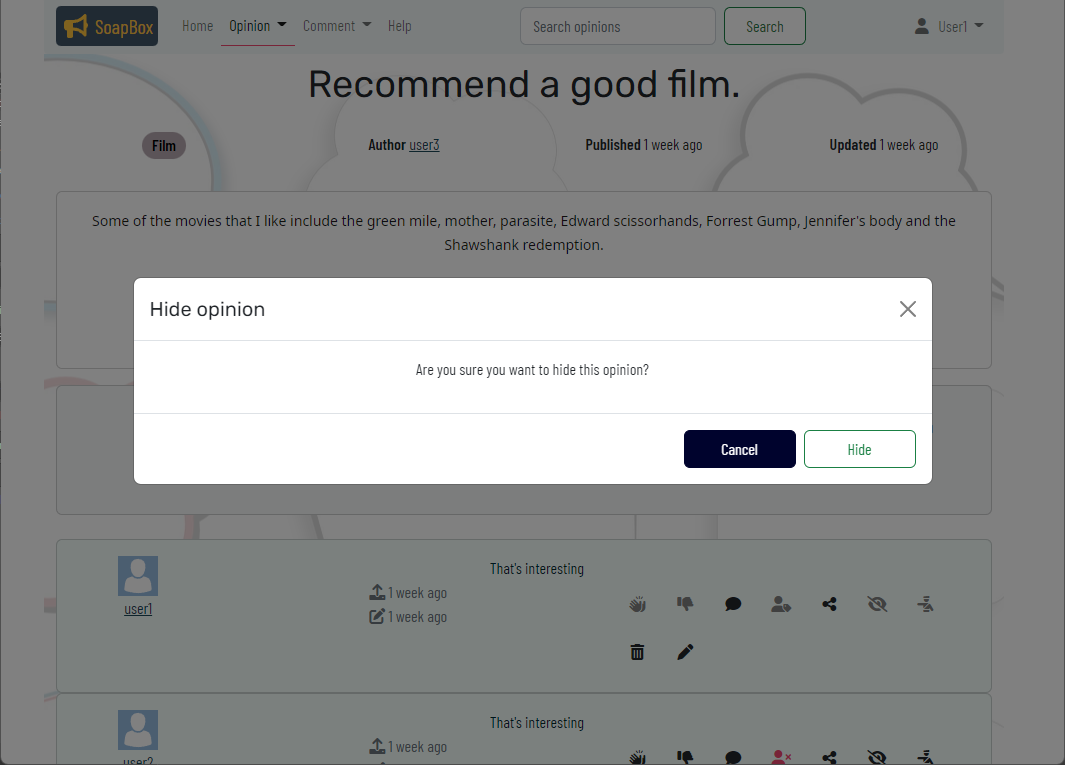 SoapBox Home Opinion Comment Help Search opinions Search User1
Recommend a good film.
Film Author user3 Published 1 week ago Updated 1 week ago
Some of the movies that I like include the green mile, mother, parasite, Edward scissorhands, Forrest Gump, Jennifer's body and the
Shawshank redemption.
Hide opinion
Are you sure you want to hide this opinion?
Cancel Hide
That's interesting
1 week ago
user1 1 week ago
That's interesting
1 week ago
user2